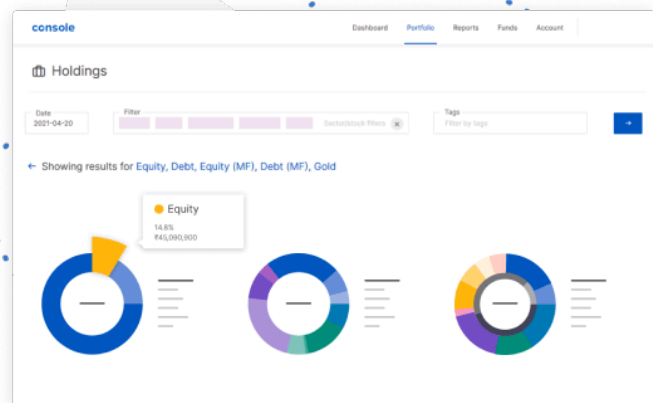 console
Dashboard Portfolio Reports Funds Account
Holdings
Date
2021-04-20
Filter
Sector/stock filters
Tags
Filter by tags
← Showing results for Equity, Debt, Equity (MF), Debt (MF), Gold
Equity
14.8%
₹45,090,900